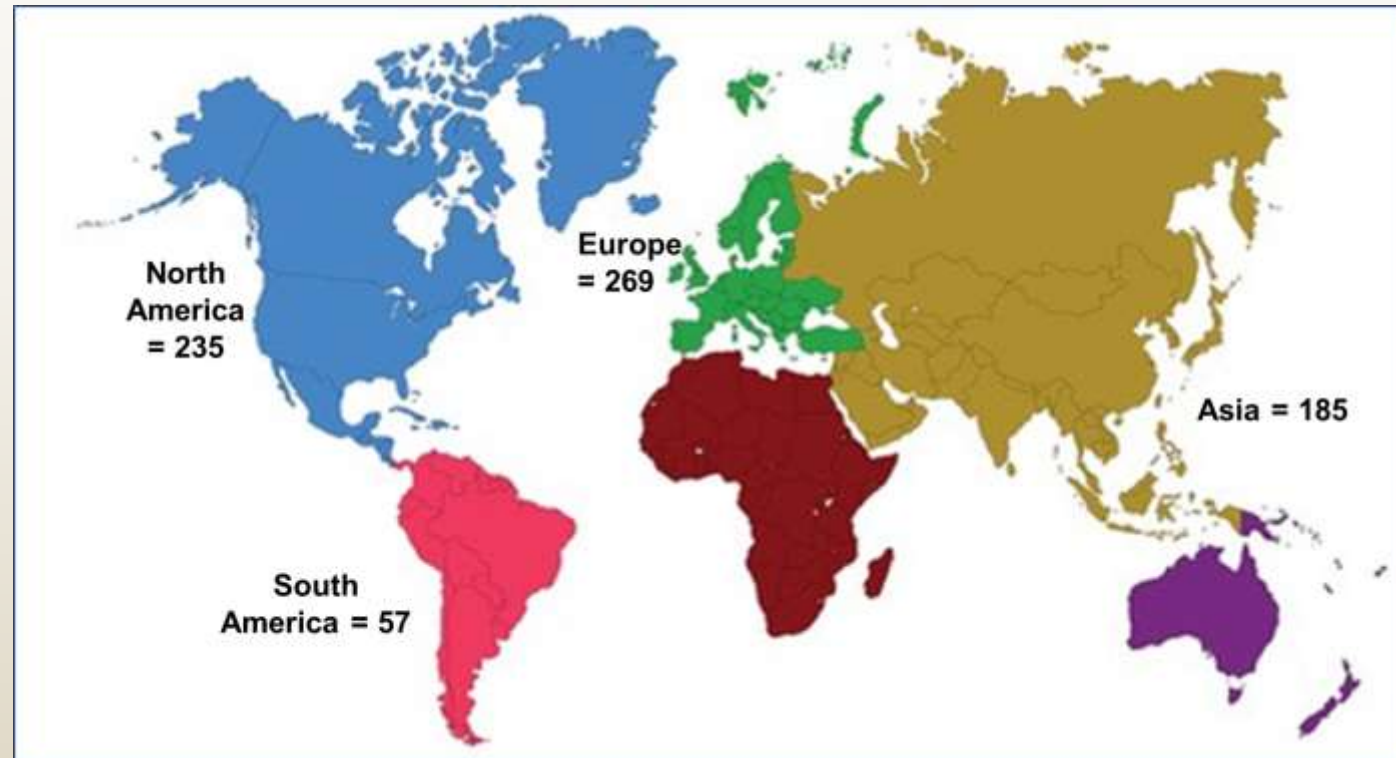 North
America
= 235
Europe
= 269
Asia = 185
South
America = 57